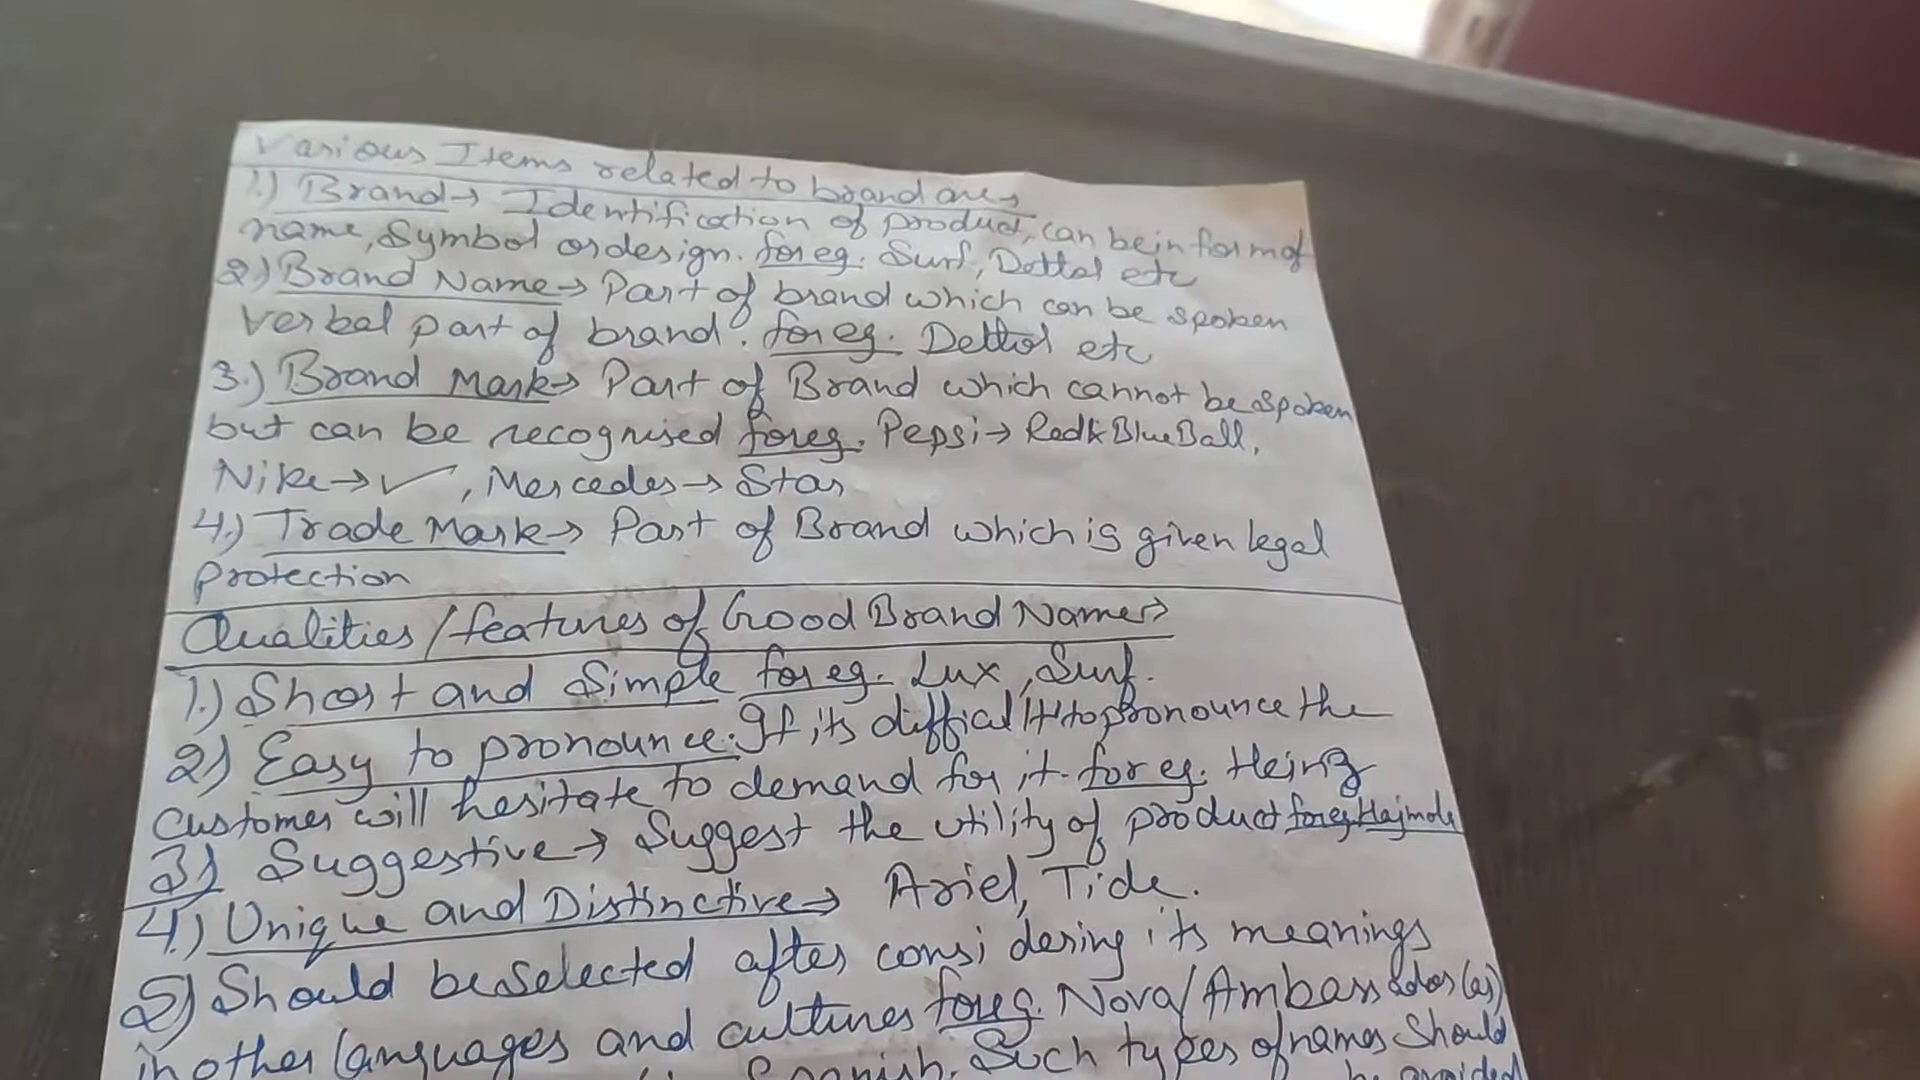 Various Items related to brand are→
1.) Brand→ Identification of product, can be in form of
name, Symbol or design. for eg. Surf, Dettol etc
2.) Brand Name→ Part of brand which can be spoken
Verbal part of brand. for eg. Dettol etc
3.) Brand Mark→ Part of Brand which cannot be spoken
but can be recognised for eg. Pepsi→ Red & Blue Ball,
Nike→ ✓, Mercedes→ Star
4.) Trade Mark→ Part of Brand which is given legal
Protection
Qualities/features of Good Brand Name→
1.) Short and Simple for eg. Lux, Surf.
2) Easy to pronounce. If its difficult to pronounce the
Customer will hesitate to demand for it. for eg.
3) Suggestive→ Suggest the utility of product for eg. Hajmola
4.) Unique and Distinctive→ Ariel, Tide.
5) Should be selected after considering its meanings
in other languages and cultures for eg. Nova/Ambassador (as)
Spanish. Such types of names Should
be avoided